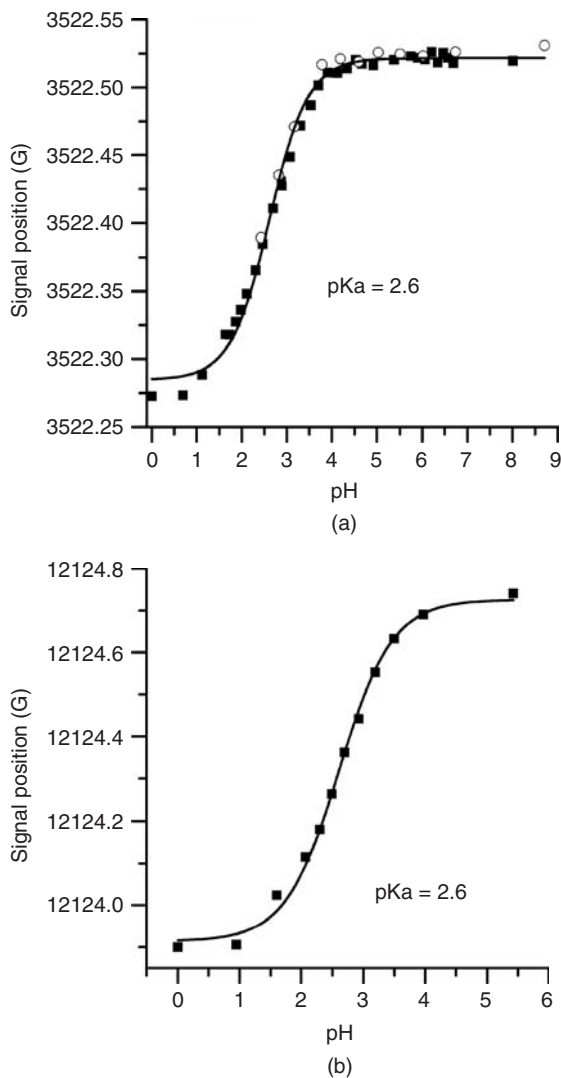 3522.55
3522.50
3522.45
3522.40
3522.35
3522.30
3522.25
Signal position (G)
pKa = 2.6
0 1 2 3 4 5 6 7 8 9
pH
(a)
12124.8
12124.6
12124.4
12124.2
12124.0
Signal position (G)
pKa = 2.6
0 1 2 3 4 5 6
pH
(b)